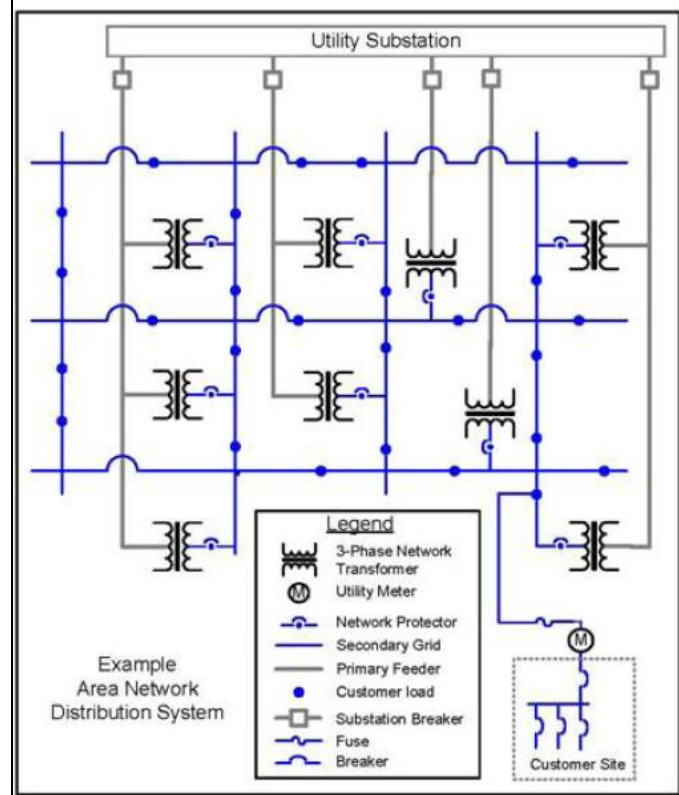 Utility Substation
Legend
3-Phase Network
Transformer
M
Utility Meter
Network Protector
Secondary Grid
Primary Feeder
Customer load
Substation Breaker
Fuse
Breaker
Example
Area Network
Distribution System
M
Customer Site